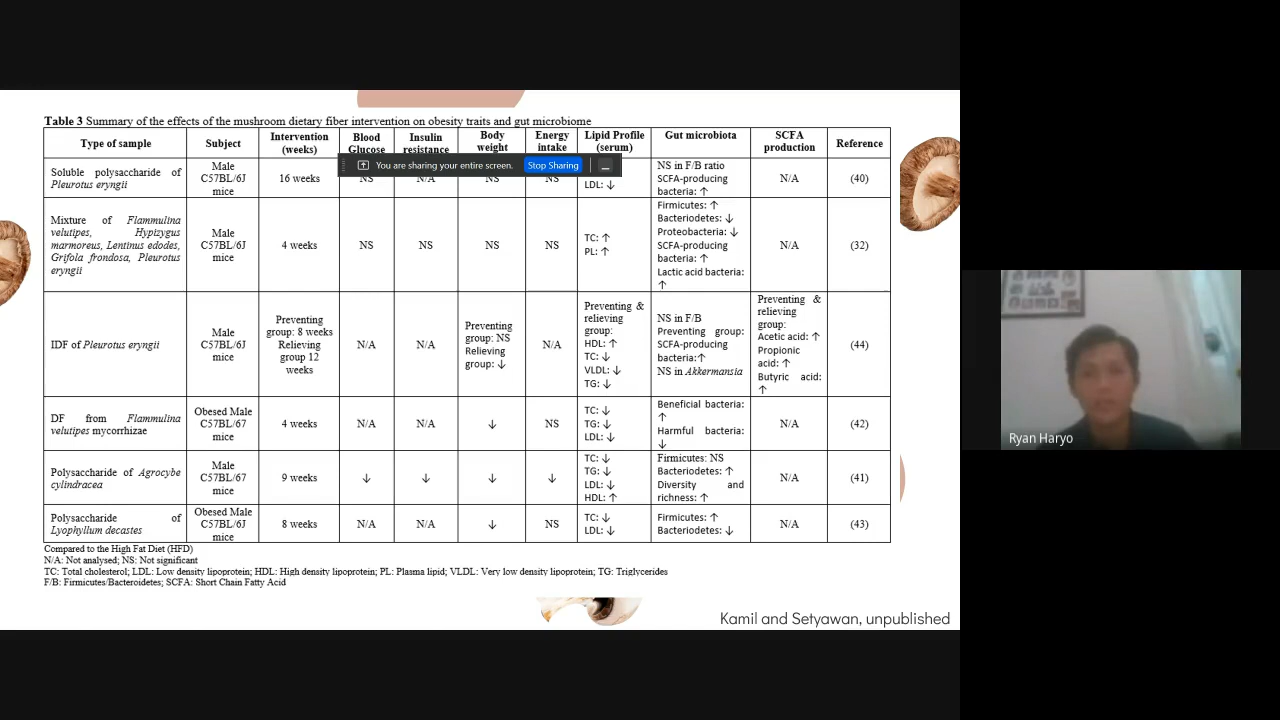 Table 3 Summary of the effects of the mushroom dietary fiber intervention on obesity traits and gut microbiome
Type of sample
Subject
Intervention
(weeks)
Blood
Glucose
Insulin
resistance
Body
weight
Energy
intake
Lipid Profile
(serum)
Gut microbiota
SCFA
production
Reference
You are sharing your entire screen.
Stop Sharing
Soluble polysaccharide of
Pleurotus eryngii
Male
C57BL/6J
mice
16 weeks
NS
N/A
NS
NS
LDL: ↓
NS in F/B ratio
SCFA-producing
bacteria: ↑
N/A
(40)
Mixture of Flammulina
velutipes, Hypizygus
marmoreus, Lentinus edodes,
Grifola frondosa, Pleurotus
eryngii
Male
C57BL/6J
mice
4 weeks
NS
NS
NS
NS
TC: ↑
PL: ↑
Firmicutes: ↑
Bacteriodetes: ↓
Proteobacteria: ↓
SCFA-producing
bacteria: ↑
Lactic acid bacteria:
↑
N/A
(32)
IDF of Pleurotus eryngii
Male
C57BL/6J
mice
Preventing
group: 8 weeks
Relieving
group 12
weeks
N/A
N/A
Preventing
group: NS
Relieving
group: ↓
N/A
Preventing &
relieving
group:
HDL: ↑
TC: ↓
VLDL: ↓
TG: ↓
NS in F/B
Preventing group:
SCFA-producing
bacteria:↑
NS in Akkermansia
Preventing &
relieving
group:
Acetic acid: ↑
Propionic
acid: ↑
Butyric acid:
↑
(44)
DF from Flammulina
velutipes mycorrhizae
Obesed Male
C57BL/67
mice
4 weeks
N/A
N/A
↓
NS
TC: ↓
TG: ↓
LDL: ↓
Beneficial bacteria:
↑
Harmful bacteria:
↓
N/A
(42)
Polysaccharide of Agrocybe
cylindracea
Male
C57BL/67
mice
9 weeks
↓
↓
↓
↓
TC: ↓
TG: ↓
LDL: ↓
HDL: ↑
Firmicutes: NS
Bacteriodetes: ↑
Diversity and
richness: ↑
N/A
(41)
Polysaccharide of
Lyophyllum decastes
Obesed Male
C57BL/6J
mice
8 weeks
N/A
N/A
↓
NS
TC: ↓
LDL: ↓
Firmicutes: ↑
Bacteriodetes: ↓
N/A
(43)
Compared to the High Fat Diet (HFD)
N/A: Not analysed; NS: Not significant
TC: Total cholesterol; LDL: Low density lipoprotein; HDL: High density lipoprotein; PL: Plasma lipid; VLDL: Very low density lipoprotein; TG: Triglycerides
F/B: Firmicutes/Bacteroidetes; SCFA: Short Chain Fatty Acid
Kamil and Setyawan, unpublished
Ryan Haryo